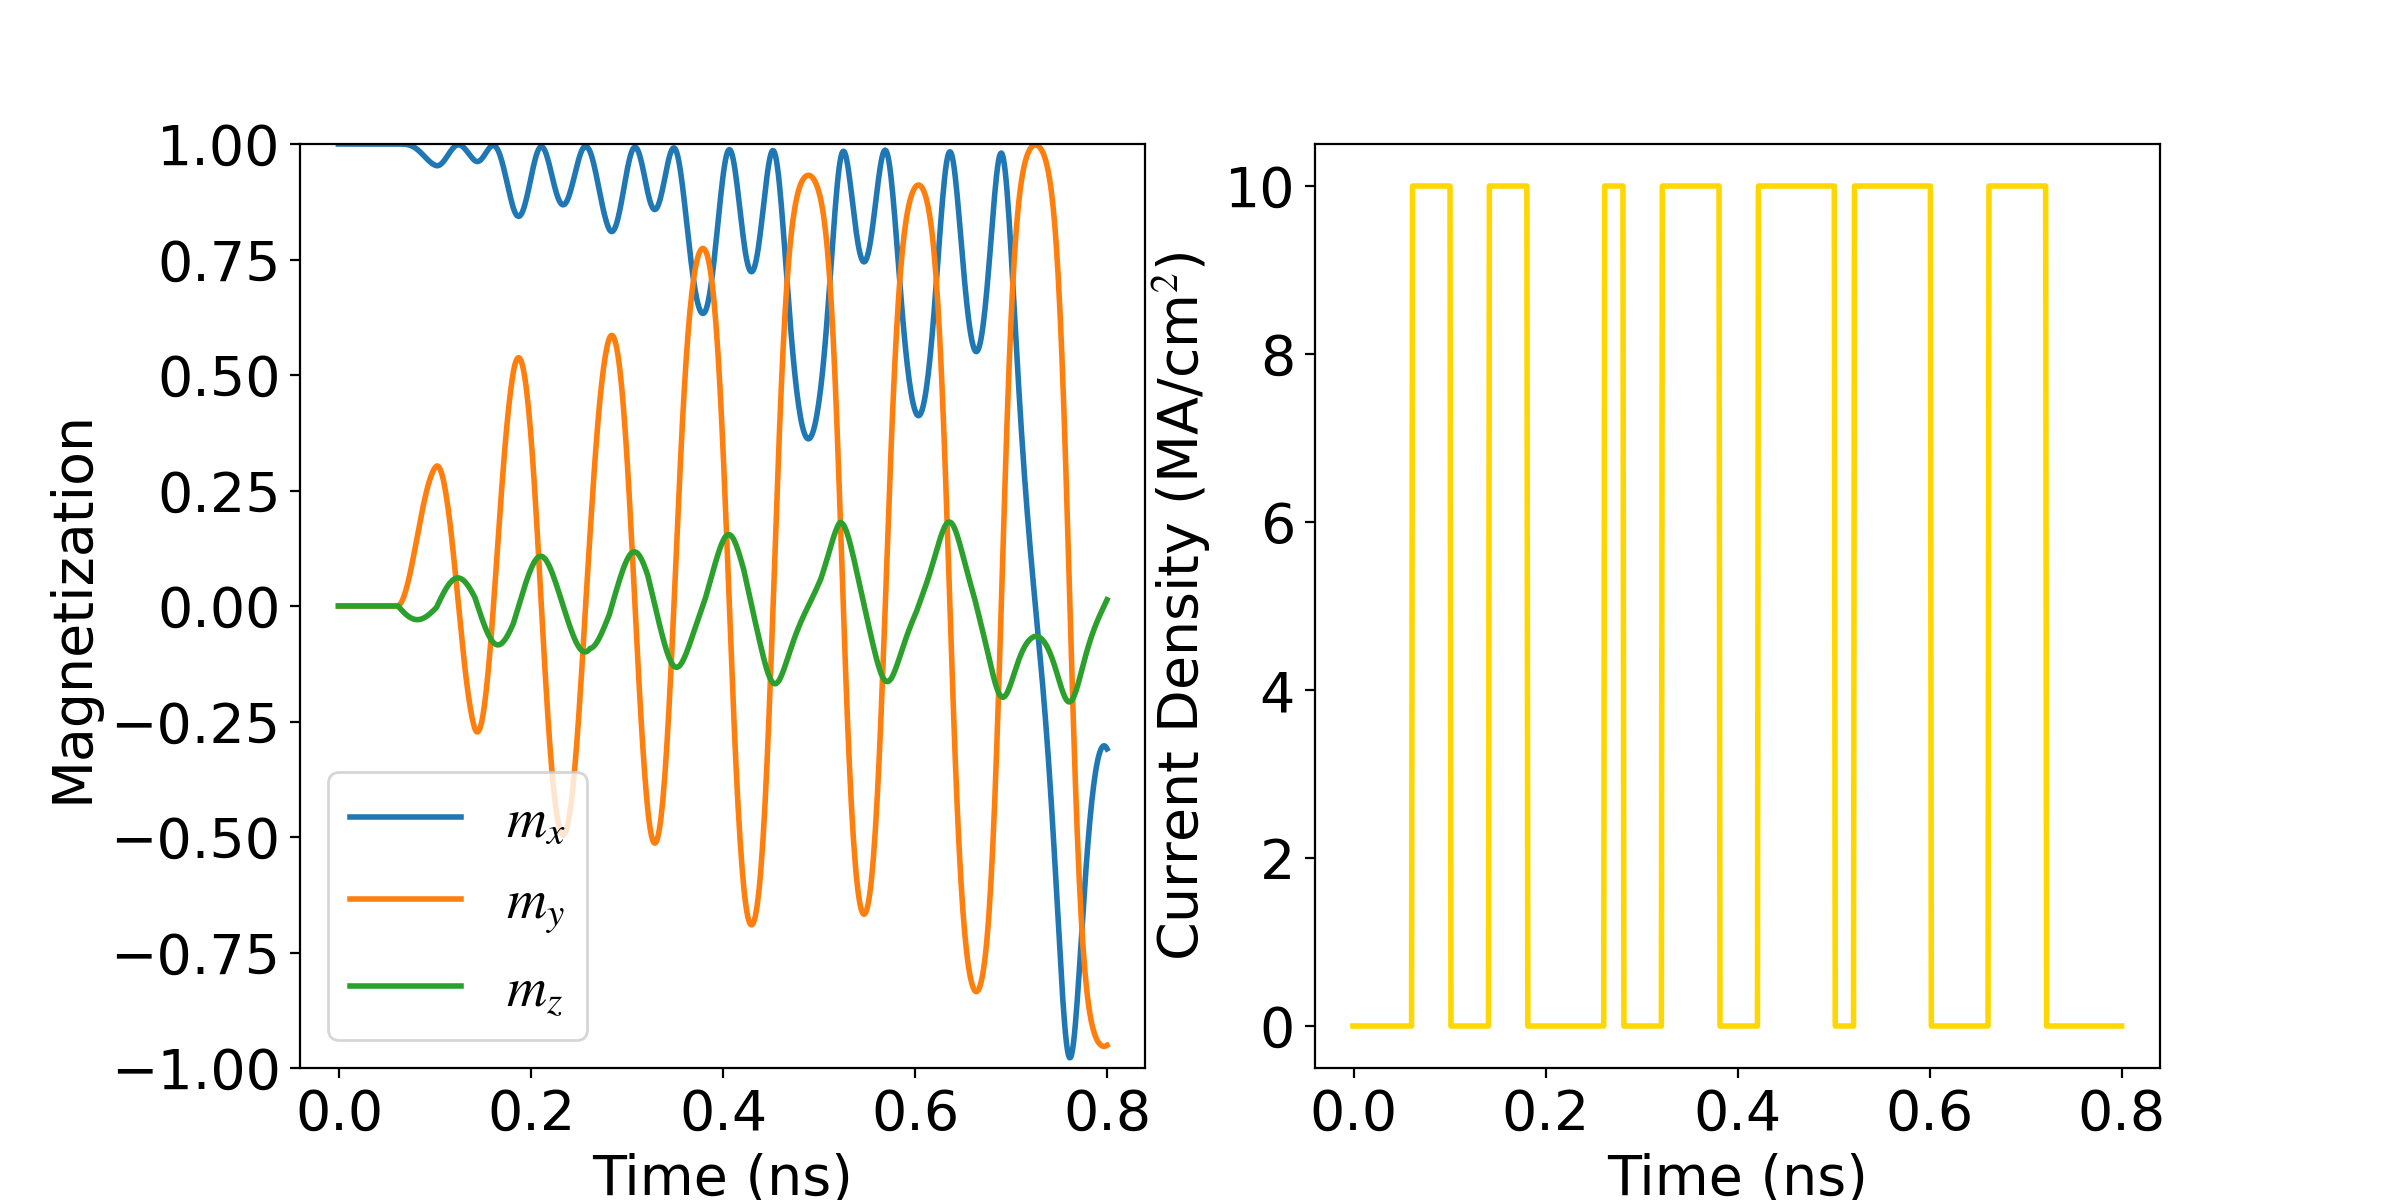 Magnetization
1.00
0.75
0.50
0.25
0.00
−0.25
−0.50
−0.75
−1.00
m_x
m_y
m_z
0.0 0.2 0.4 0.6 0.8
Time (ns)
Current Density (MA/cm²)
10
8
6
4
2
0
0.0 0.2 0.4 0.6 0.8
Time (ns)